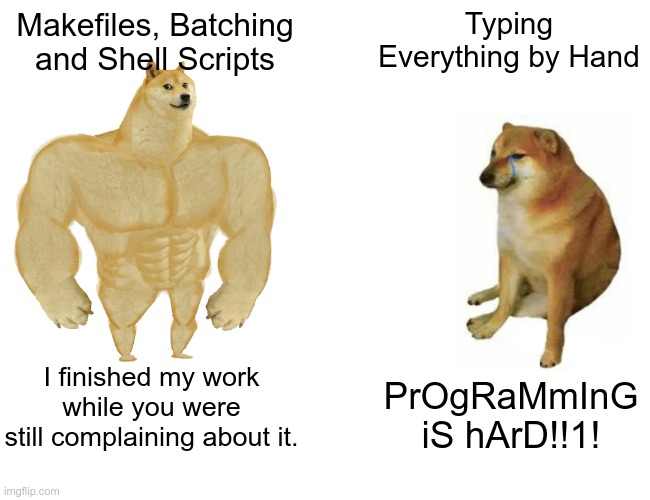 Makefiles, Batching
and Shell Scripts
Typing
Everything by Hand
I finished my work
while you were
still complaining about it.
PrOgRaMmInG
iS hArD!!1!
imgflip.com